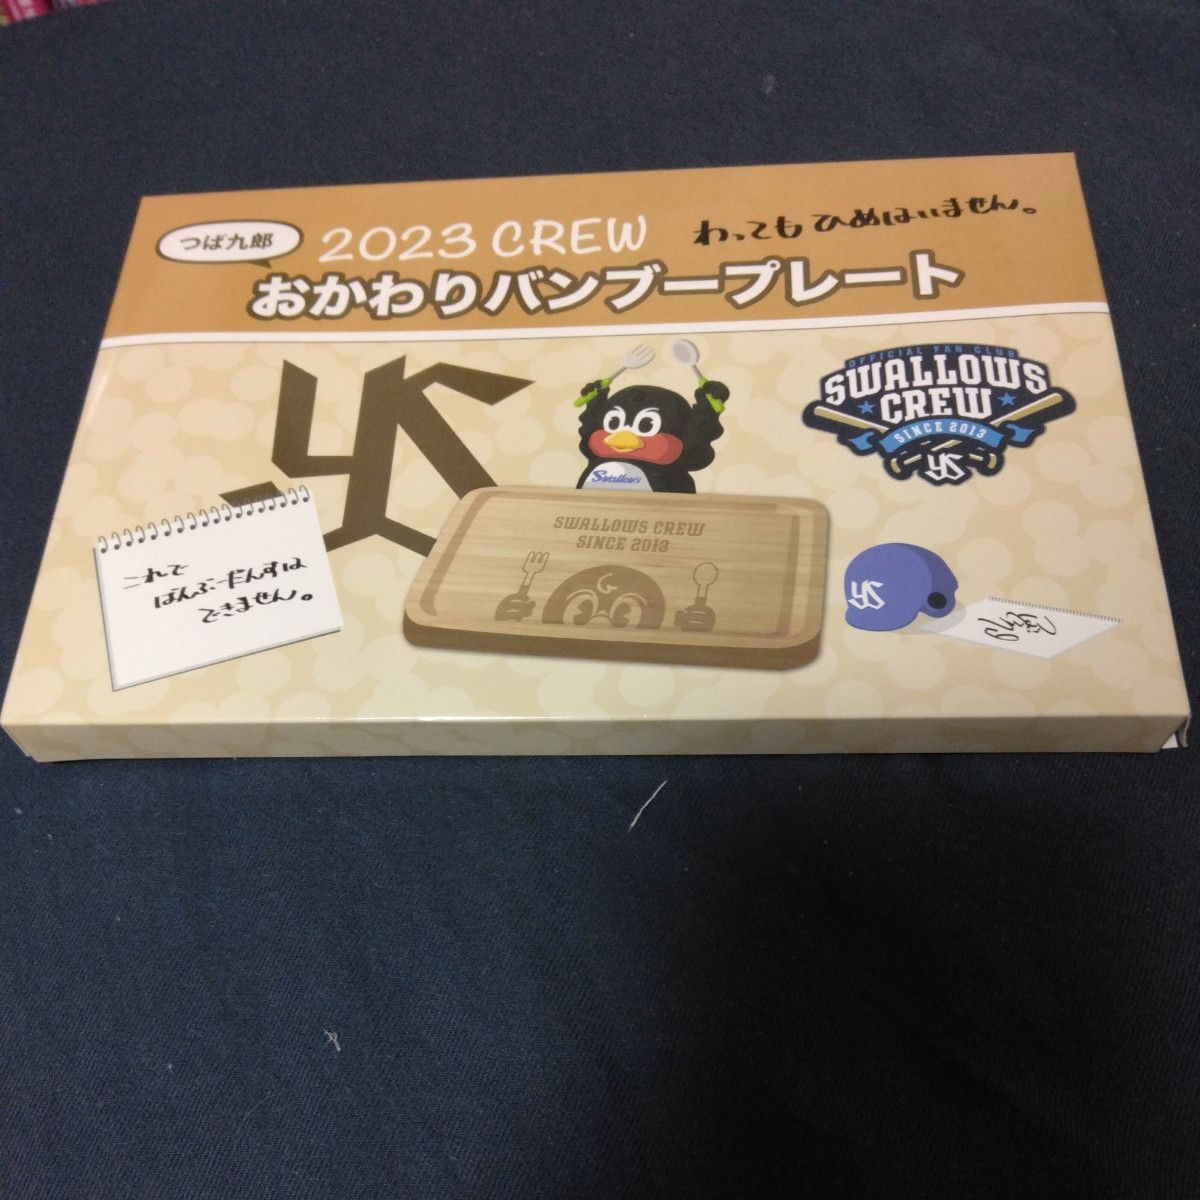 つば九郎
2023 CREW
わってもひめはいません。
おかわりバンブープレート
OFFICIAL FAN CLUB
SWALLOWS
CREW
SINCE 2013
YS
YS
Swallows
SWALLOWS CREW
SINCE 2013
これで
ばんぶーだんすは
できません。
YS